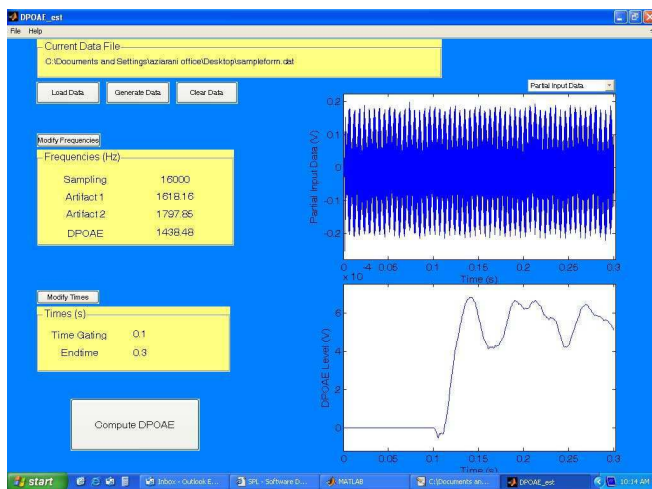 DPOAE_est
File Help
Current Data File
C:\Documents and Settings\aziarani office\Desktop\sampleform.dat
Load Data Generate Data Clear Data
Partial Input Data
Modify Frequencies
Frequencies (Hz)
Sampling 16000
Artifact 1 1618.16
Artifact 2 1797.85
DPOAE 1438.48
Modify Times
Times (s)
Time Gating 0.1
Endtime 0.3
Compute DPOAE
Partial Input Data (V)
0.2
0.1
0
-0.1
-0.2
0 0.05 0.1 0.15 0.2 0.25 0.3
Time (s)
x 10 -4
DPOAE Level (V)
6
4
2
0
0 0.05 0.1 0.15 0.2 0.25 0.3
Time (s)
start Inbox - Outlook E... SPL - Software D... MATLAB C:\Documents an... DPOAE_est 10:14 AM